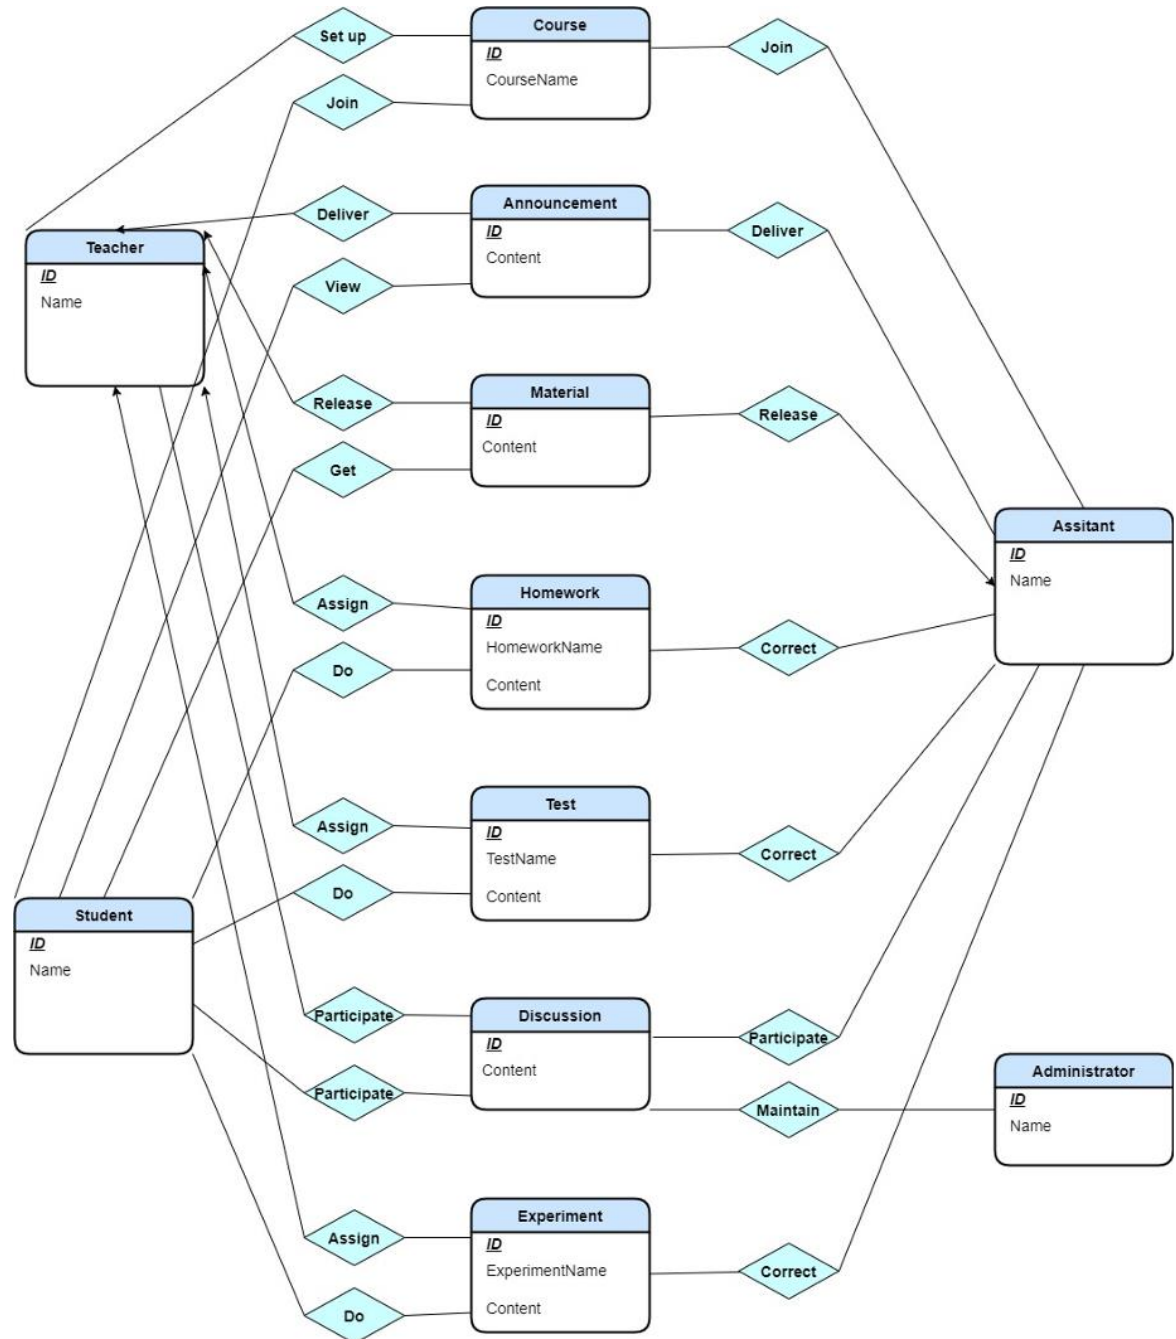 Set up
Course
ID
CourseName
Join
Join
Deliver
Announcement
ID
Content
Deliver
Teacher
ID
Name
View
Release
Material
ID
Content
Release
Get
Assitant
ID
Name
Assign
Homework
ID
HomeworkName
Content
Correct
Do
Assign
Test
ID
TestName
Content
Correct
Do
Student
ID
Name
Participate
Discussion
ID
Content
Participate
Participate
Maintain
Administrator
ID
Name
Assign
Experiment
ID
ExperimentName
Content
Correct
Do